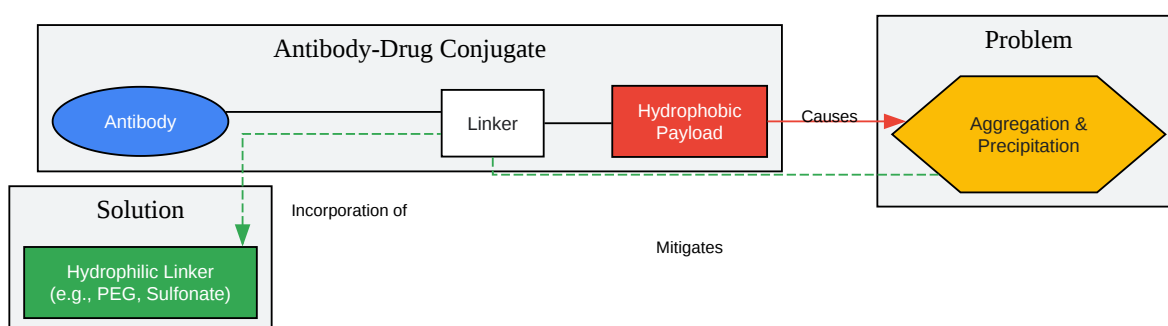 Antibody-Drug Conjugate
Problem
Antibody
Linker
Hydrophobic
Payload
Causes
Aggregation &
Precipitation
Solution
Incorporation of
Mitigates
Hydrophilic Linker
(e.g., PEG, Sulfonate)